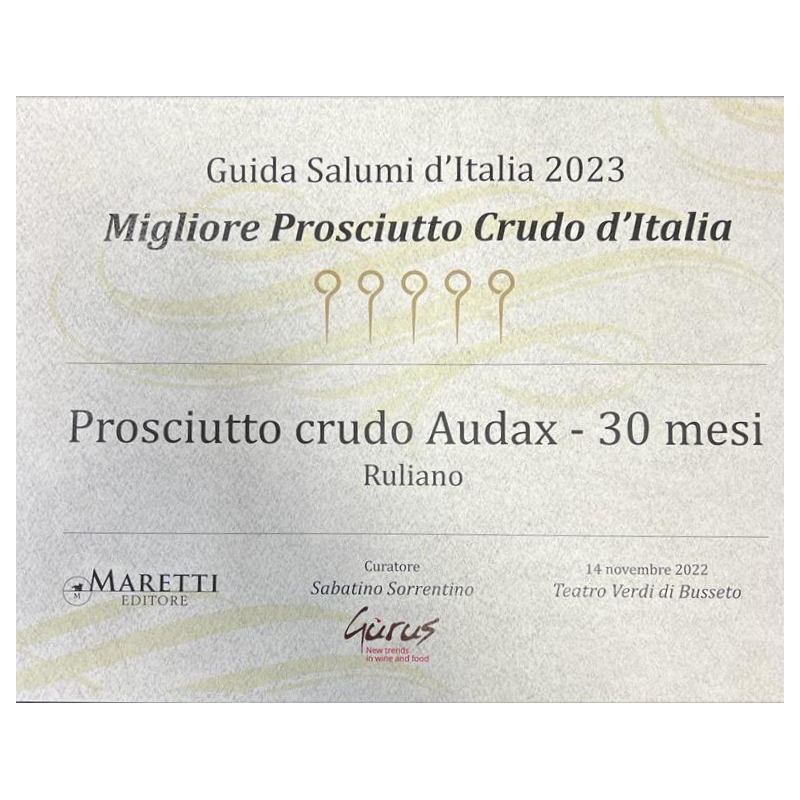 Guida Salumi d'Italia 2023
Migliore Prosciutto Crudo d'Italia
Prosciutto crudo Audax - 30 mesi
Ruliano
M
MARETTI
EDITORE
Curatore
Sabatino Sorrentino
Gùrus
New trends
in wine and food
14 novembre 2022
Teatro Verdi di Busseto